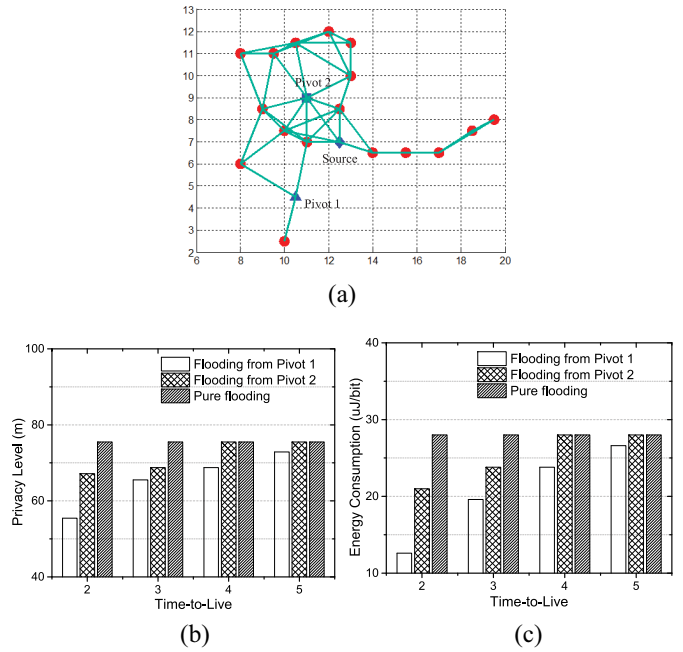 13
12
11
10
9
8
7
6
5
4
3
2
Pivot 2
Source
Pivot 1
6 8 10 12 14 16 18 20
(a)
100
80
60
40
Privacy Level (m)
Flooding from Pivot 1
Flooding from Pivot 2
Pure flooding
2 3 4 5
Time-to-Live
(b)
40
30
20
10
Energy Consumption (uJ/bit)
Flooding from Pivot 1
Flooding from Pivot 2
Pure flooding
2 3 4 5
Time-to-Live
(c)